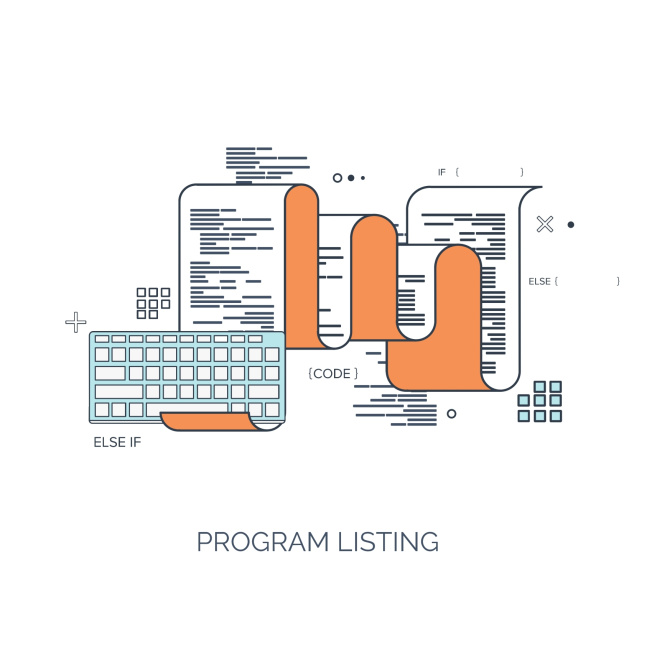 IF { }
ELSE { }
{CODE }
ELSE IF
PROGRAM LISTING